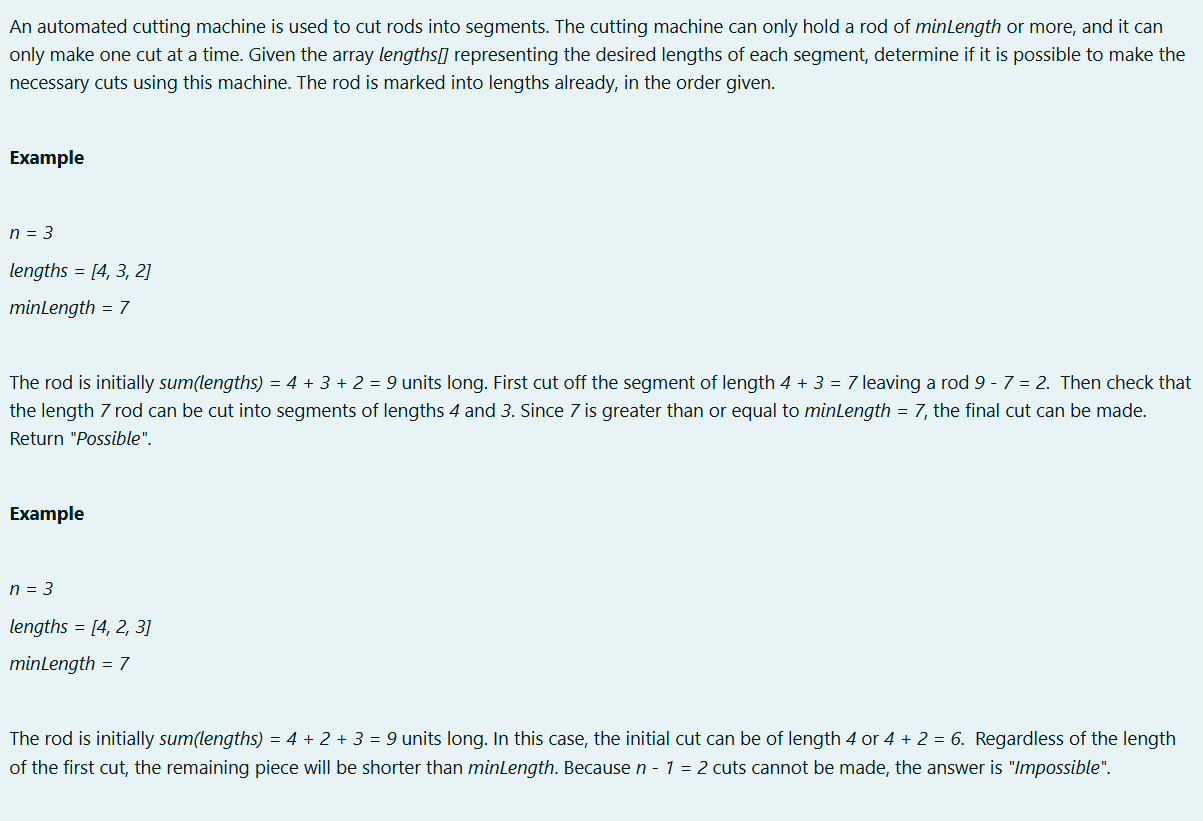 An automated cutting machine is used to cut rods into segments. The cutting machine can only hold a rod of minLength or more, and it can
only make one cut at a time. Given the array lengths[] representing the desired lengths of each segment, determine if it is possible to make the
necessary cuts using this machine. The rod is marked into lengths already, in the order given.
Example
n = 3
lengths = [4, 3, 2]
minLength = 7
The rod is initially sum(lengths) = 4 + 3 + 2 = 9 units long. First cut off the segment of length 4 + 3 = 7 leaving a rod 9 - 7 = 2. Then check that
the length 7 rod can be cut into segments of lengths 4 and 3. Since 7 is greater than or equal to minLength = 7, the final cut can be made.
Return "Possible".
Example
n = 3
lengths = [4, 2, 3]
minLength = 7
The rod is initially sum(lengths) = 4 + 2 + 3 = 9 units long. In this case, the initial cut can be of length 4 or 4 + 2 = 6. Regardless of the length
of the first cut, the remaining piece will be shorter than minLength. Because n - 1 = 2 cuts cannot be made, the answer is "Impossible".